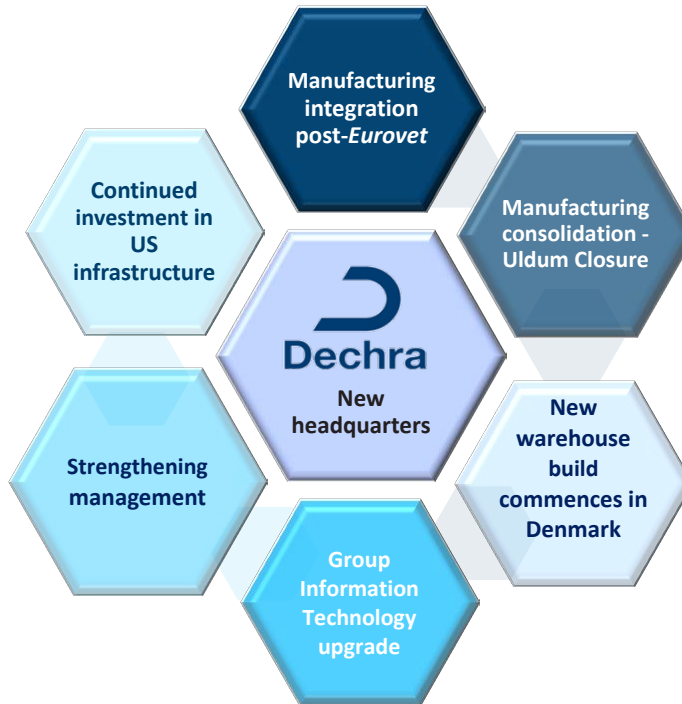 Manufacturing
integration
post-Eurovet
Continued
investment in
US
infrastructure
Manufacturing
consolidation -
Uldum Closure
Dechra
New
headquarters
Strengthening
management
New
warehouse
build
commences in
Denmark
Group
Information
Technology
upgrade